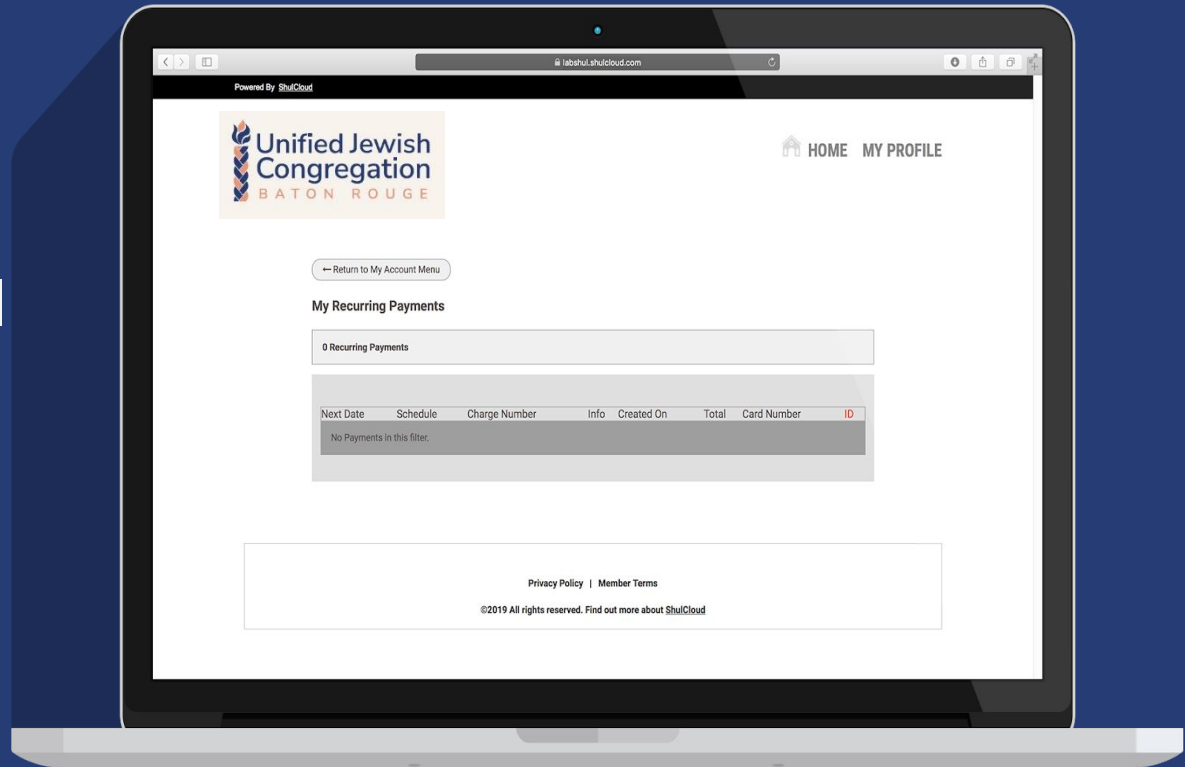 labshul.shulcloud.com
Powered By ShulCloud
Unified Jewish
Congregation
BATON ROUGE
HOME MY PROFILE
←Return to My Account Menu
My Recurring Payments
0 Recurring Payments
Next Date Schedule Charge Number Info Created On Total Card Number ID
No Payments in this filter.
Privacy Policy | Member Terms
©2019 All rights reserved. Find out more about ShulCloud